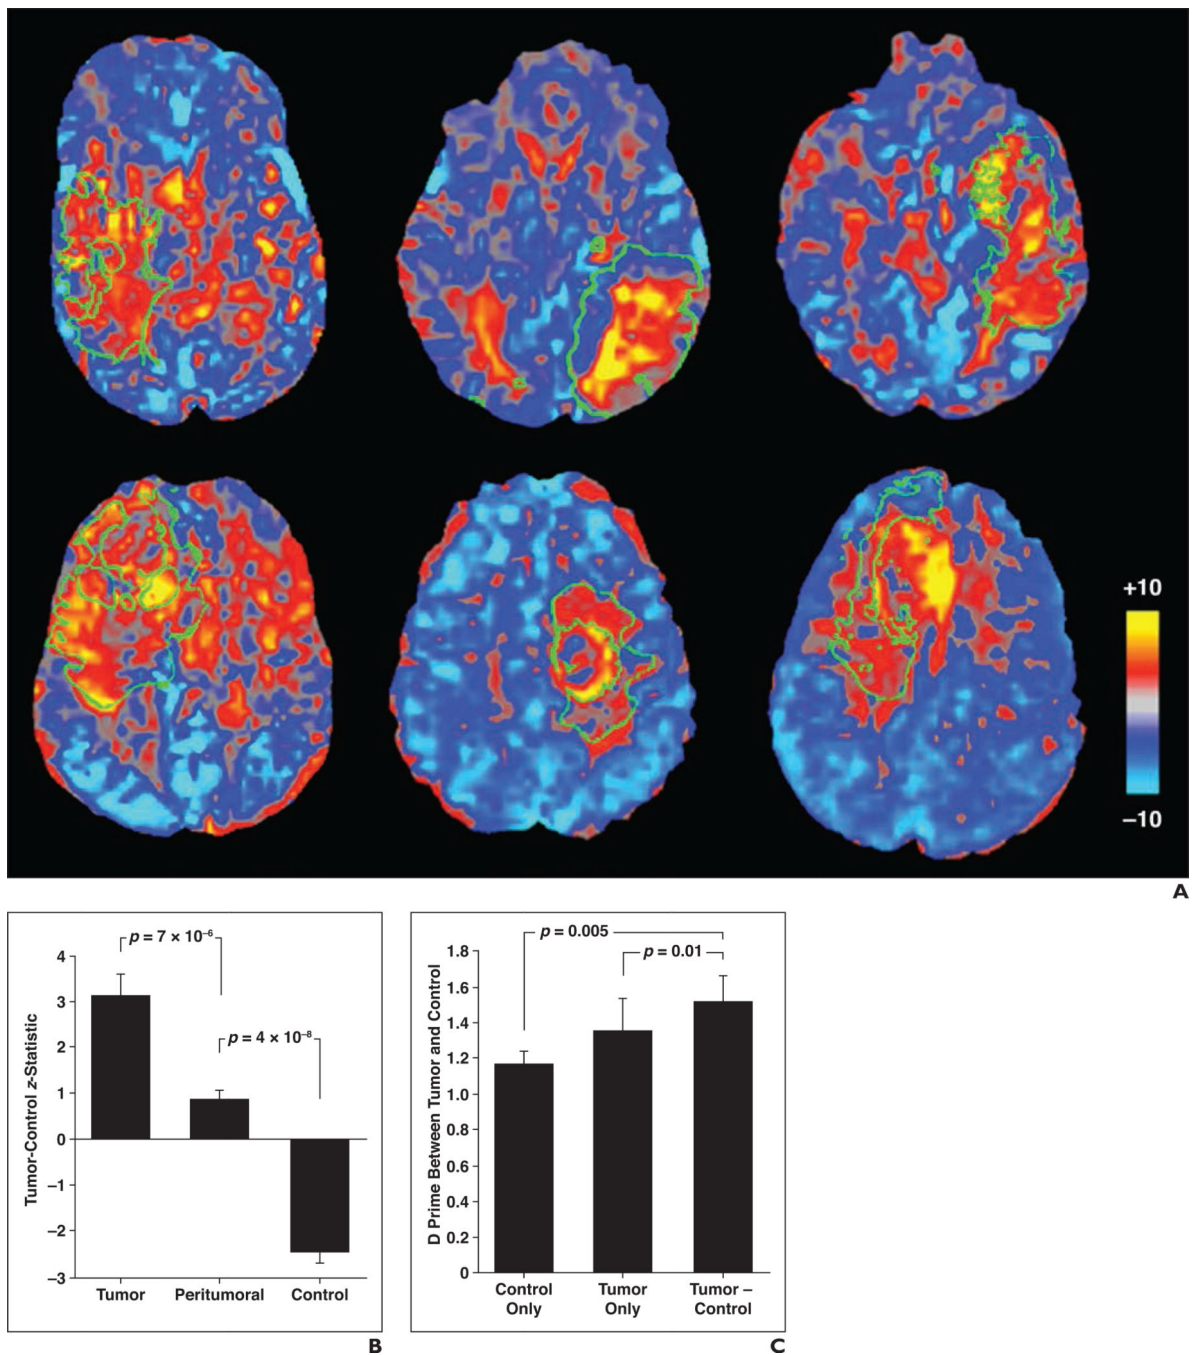 +10
–10
A
p = 7 × 10⁻⁶
p = 4 × 10⁻⁸
4
3
2
1
0
–1
–2
–3
Tumor-Control z-Statistic
Tumor
Peritumoral
Control
B
p = 0.005
p = 0.01
1.8
1.6
1.4
1.2
1.0
0.8
0.6
0.4
0.2
0
D Prime Between Tumor and Control
Control
Only
Tumor
Only
Tumor –
Control
C